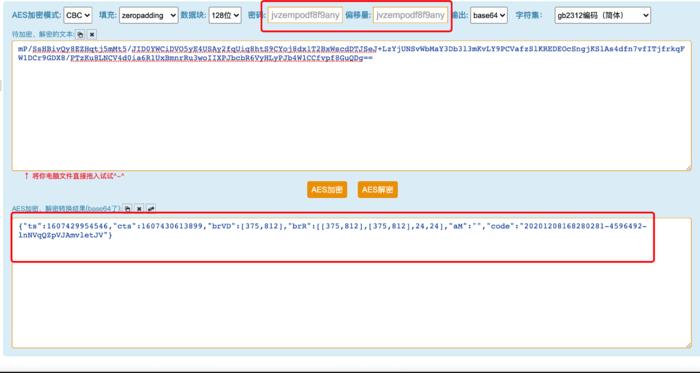 AES加密模式: CBC 填充: zeropadding 数据块: 128位 密码: jvzempodf8f9any 偏移量: jvzempodf8f9any 输出: base64 字符集: gb2312编码（简体）
待加密、解密的文本:
mP/SsHBivQy8EZHqtj5mMt5/JID0YWCiDVO5yE4USAy2fqUiq8htS9CYoj8dx1T2BxWscdDTJSeJ+LzYjUNSvWbMaY3Db3l3mKvLY9PCVafzSlKREDEOcSngjKSlAs4dfn7vfITjfrkqF
W1DCr9GDX8/PTzKu8LNCV4d0ia6R1UxBmnrRu3woIIXPJbcbR6VyHLyPJb4W1CCfvpf8GuQDg==
↑ 将你电脑文件直接拖入试试^-^
AES加密 AES解密
AES加密、解密转换结果(base64了):
{"ts":1607429954546,"cts":1607430613899,"brVD":[375,812],"brR":[[375,812],[375,812],24,24],"aM":"","code":"20201208168280281-4596492-
lnNVqQZpVJAmvletJV"}